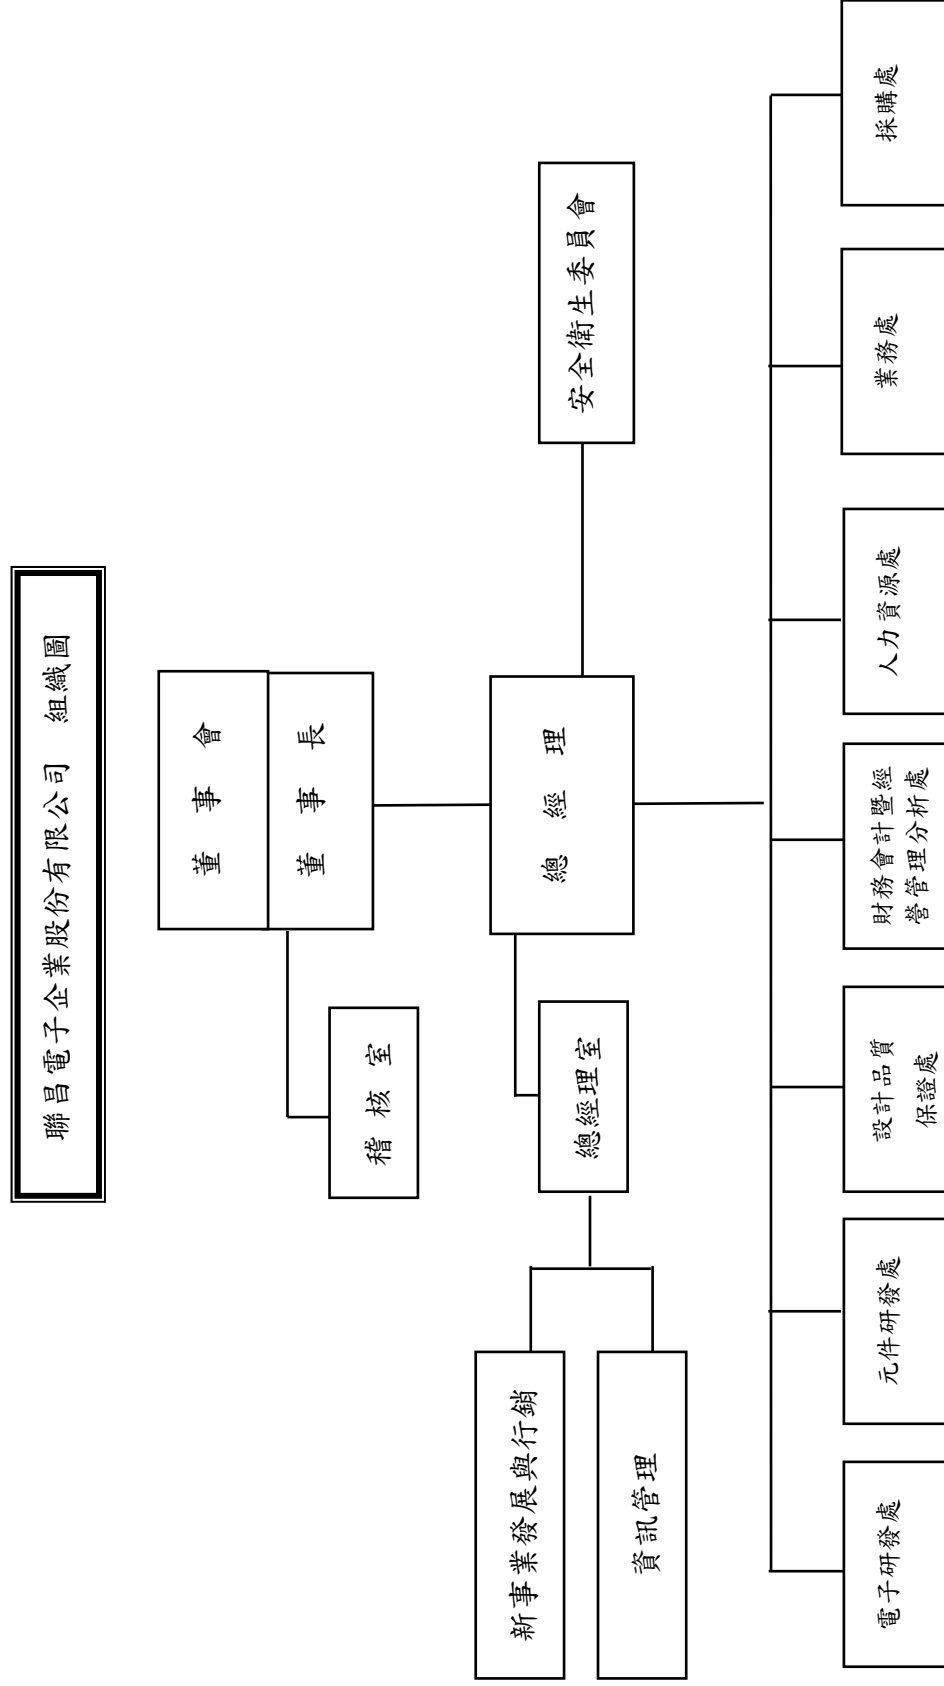 聯昌電子企業股份有限公司 組織圖
董 事 會
董 事 長
稽 核 室
總 經 理
安全衛生委員會
總經理室
新事業發展與行銷
資訊管理
電子研發處
元件研發處
設計品質
保證處
財務會計暨經
營管理分析處
人力資源處
業務處
採購處